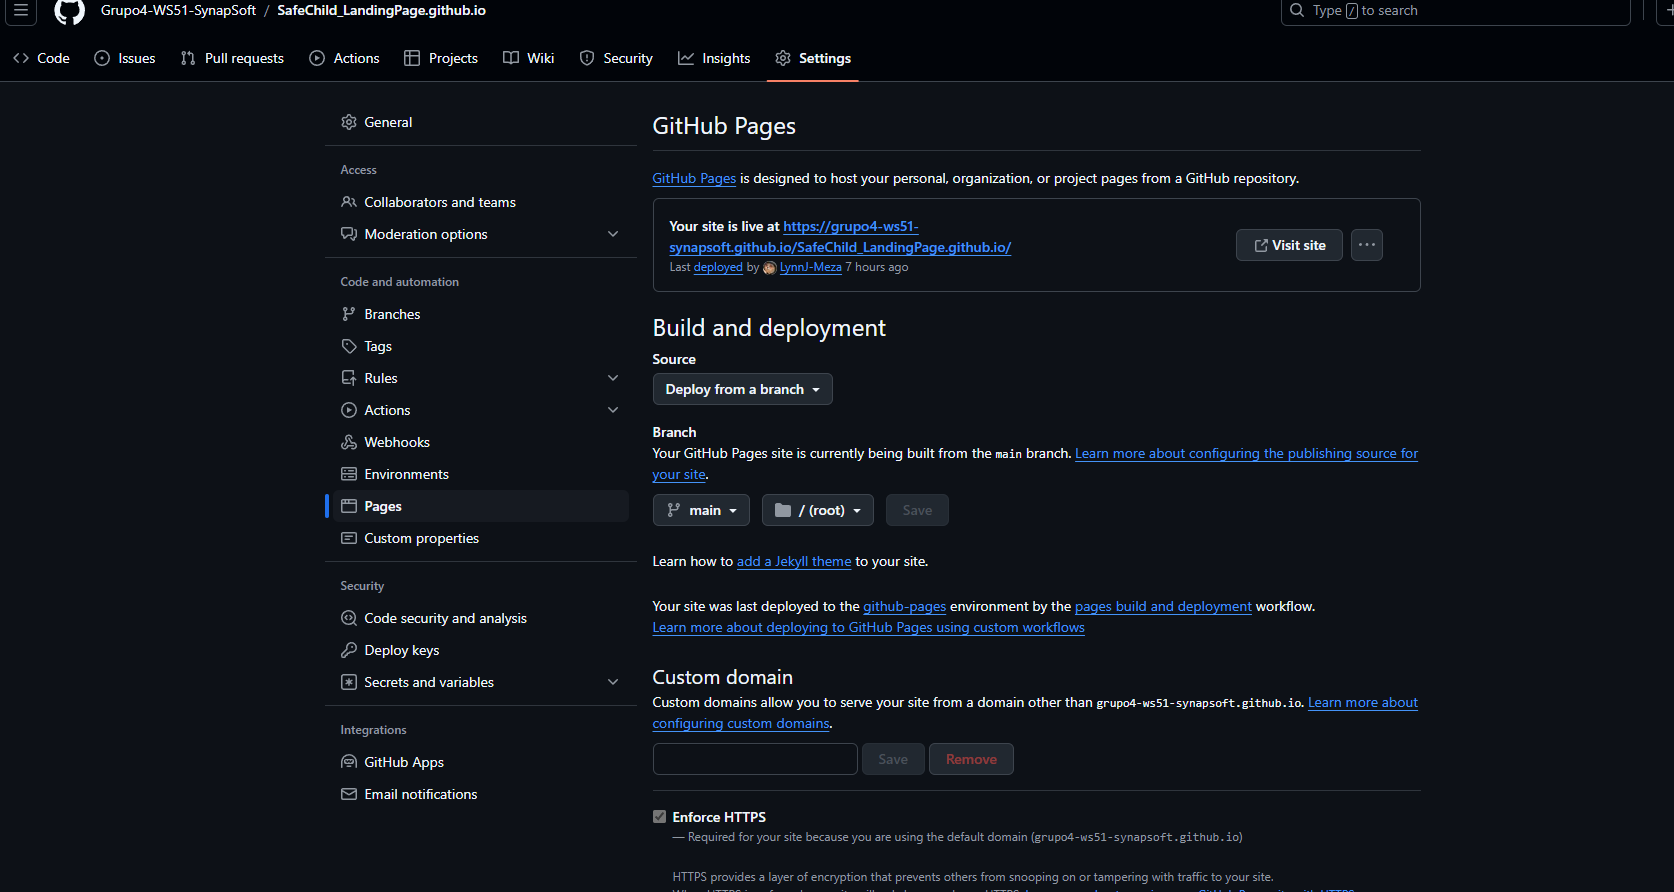 Grupo4-WS51-SynapSoft / SafeChild_LandingPage.github.io
Type / to search
Code
Issues
Pull requests
Actions
Projects
Wiki
Security
Insights
Settings
General
Access
Collaborators and teams
Moderation options
Code and automation
Branches
Tags
Rules
Actions
Webhooks
Environments
Pages
Custom properties
Security
Code security and analysis
Deploy keys
Secrets and variables
Integrations
GitHub Apps
Email notifications
GitHub Pages
GitHub Pages is designed to host your personal, organization, or project pages from a GitHub repository.
Your site is live at https://grupo4-ws51-
synapsoft.github.io/SafeChild_LandingPage.github.io/
Last deployed by LynnJ-Meza 7 hours ago
Visit site
Build and deployment
Source
Deploy from a branch
Branch
Your GitHub Pages site is currently being built from the main branch. Learn more about configuring the publishing source for
your site.
main
/ (root)
Save
Learn how to add a Jekyll theme to your site.
Your site was last deployed to the github-pages environment by the pages build and deployment workflow.
Learn more about deploying to GitHub Pages using custom workflows
Custom domain
Custom domains allow you to serve your site from a domain other than grupo4-ws51-synapsoft.github.io. Learn more about
configuring custom domains.
Save
Remove
Enforce HTTPS
— Required for your site because you are using the default domain (grupo4-ws51-synapsoft.github.io)
HTTPS provides a layer of encryption that prevents others from snooping on or tampering with traffic to your site.